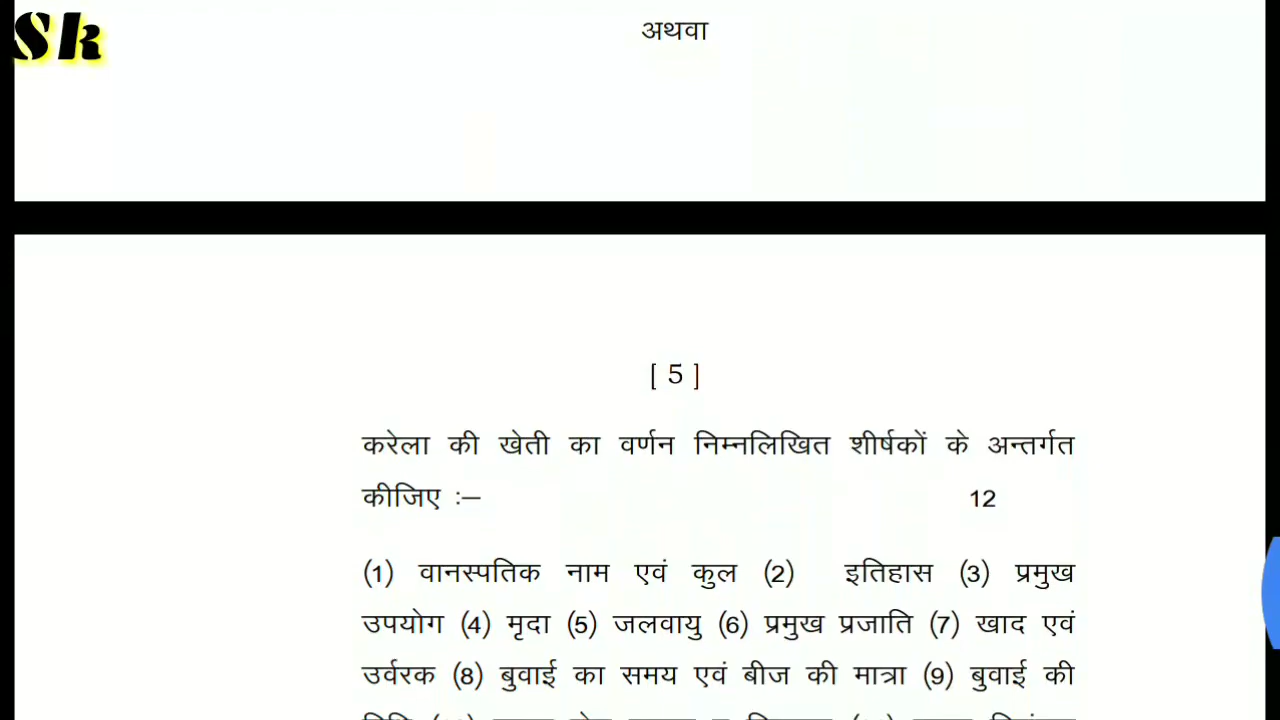 Sk
अथवा
[ 5 ]
करेला की खेती का वर्णन निम्नलिखित शीर्षकों के अन्तर्गत
कीजिए :– 12
(1) वानस्पतिक नाम एवं कुल (2) इतिहास (3) प्रमुख
उपयोग (4) मृदा (5) जलवायु (6) प्रमुख प्रजाति (7) खाद एवं
उर्वरक (8) बुवाई का समय एवं बीज की मात्रा (9) बुवाई की